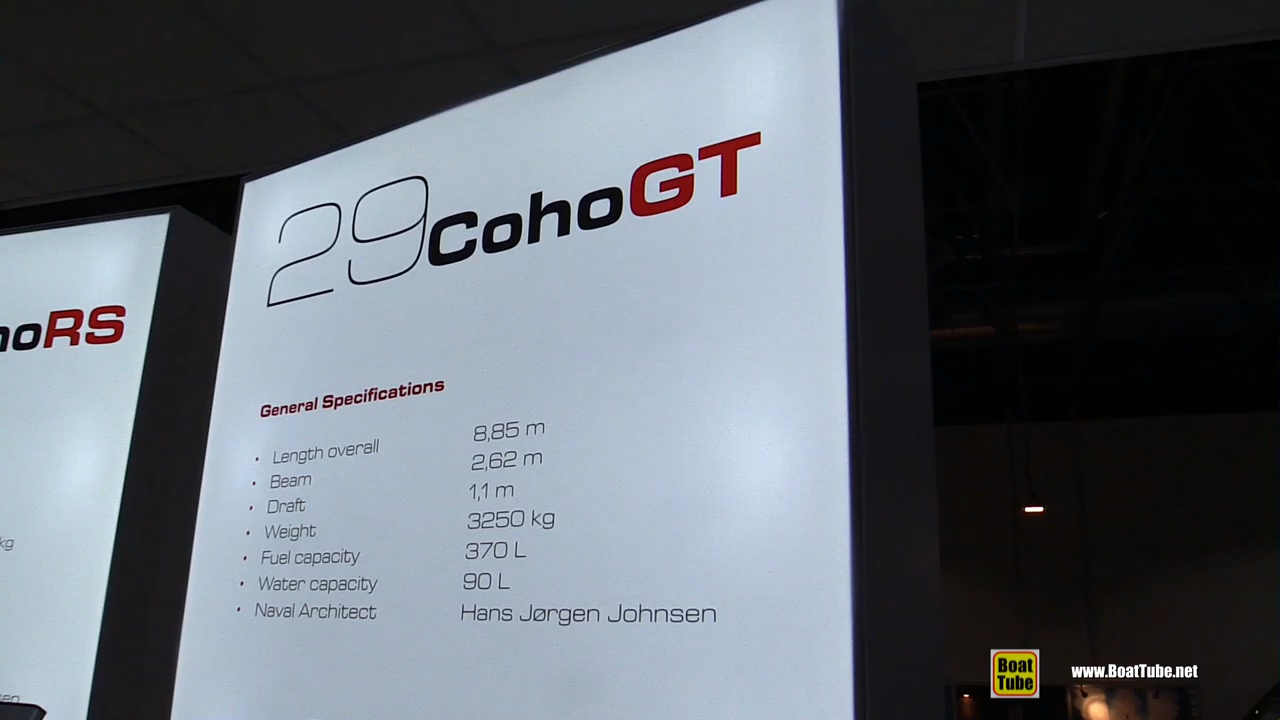 29CohoGT
hoRS
General Specifications
• Length overall 8,85 m
• Beam 2,62 m
• Draft 1,1 m
• Weight 3250 kg
• Fuel capacity 370 L
• Water capacity 90 L
• Naval Architect Hans Jørgen Johnsen
kg
Boat
Tube
www.BoatTube.net